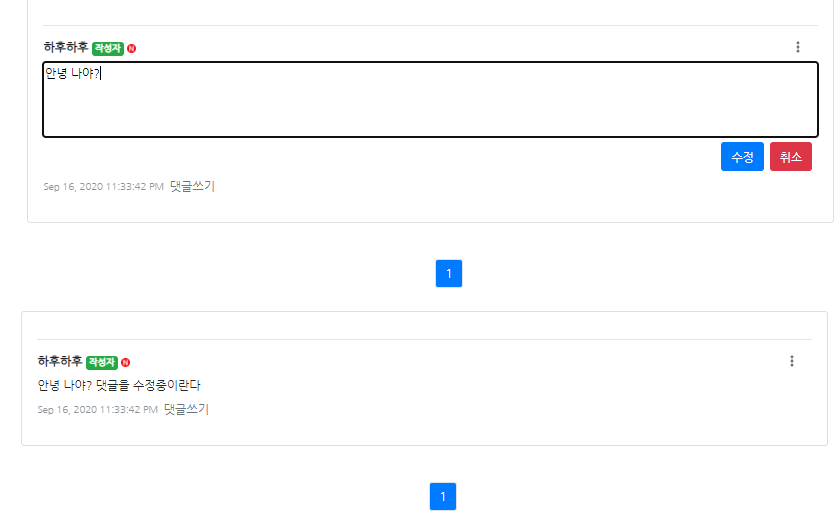 하후하후 작성자 N
안녕 나야?
수정 취소
Sep 16, 2020 11:33:42 PM 댓글쓰기
1
하후하후 작성자 N
안녕 나야? 댓글을 수정중이란다
Sep 16, 2020 11:33:42 PM 댓글쓰기
1